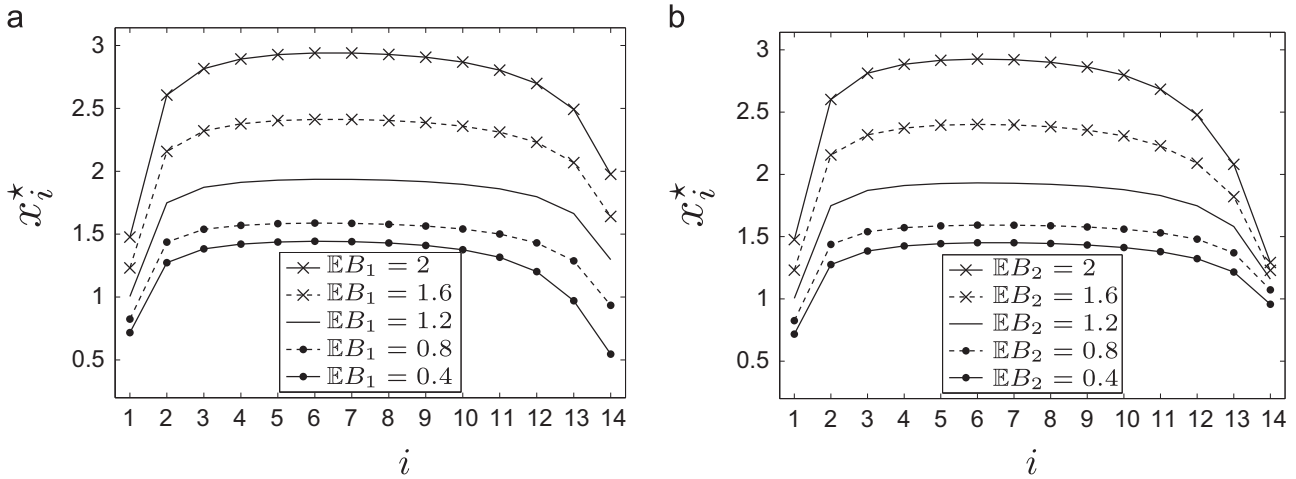 a
3
2.5
2
1.5
1
0.5
x_i^⋆
𝔼B₁ = 2
𝔼B₁ = 1.6
𝔼B₁ = 1.2
𝔼B₁ = 0.8
𝔼B₁ = 0.4
1 2 3 4 5 6 7 8 9 10 11 12 13 14
i
b
3
2.5
2
1.5
1
0.5
x_i^⋆
𝔼B₂ = 2
𝔼B₂ = 1.6
𝔼B₂ = 1.2
𝔼B₂ = 0.8
𝔼B₂ = 0.4
1 2 3 4 5 6 7 8 9 10 11 12 13 14
i